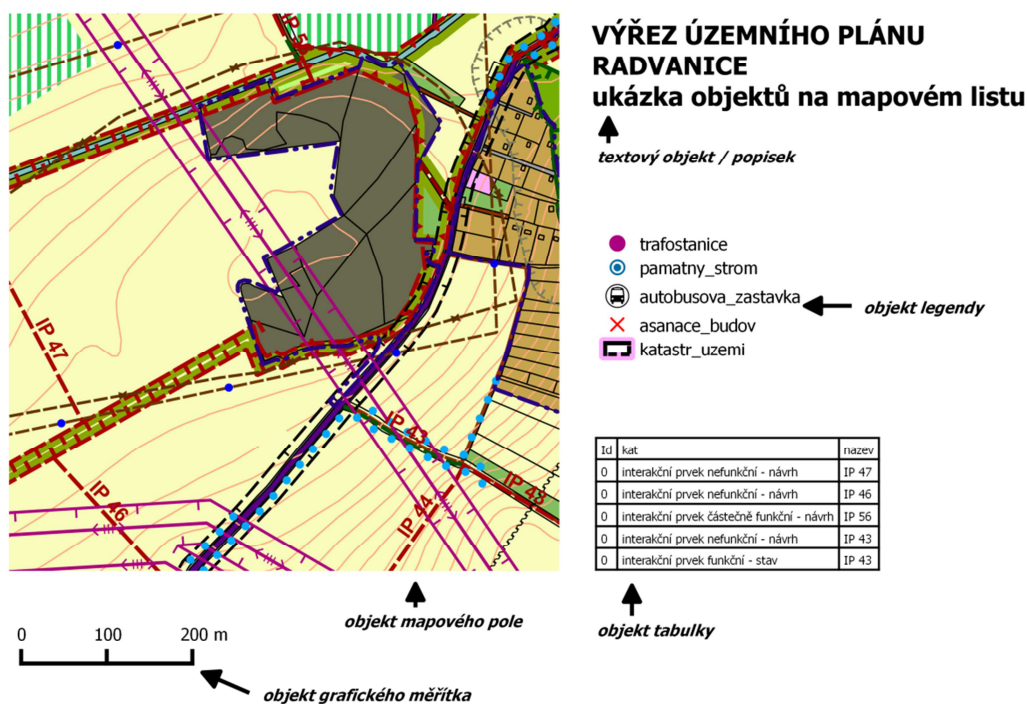 VÝŘEZ ÚZEMNÍHO PLÁNU
RADVANICE
ukázka objektů na mapovém listu
textový objekt / popisek
trafostanice
pamatny_strom
autobusova_zastavka
asanace_budov
katastr_uzemi
objekt legendy
Id kat nazev
0 interakční prvek nefunkční - návrh IP 47
0 interakční prvek nefunkční - návrh IP 46
0 interakční prvek částečně funkční - návrh IP 56
0 interakční prvek nefunkční - návrh IP 43
0 interakční prvek funkční - stav IP 43
objekt tabulky
IP 5
IP 47
IP 43
IP 43
IP 44
IP 46
objekt mapového pole
0 100 200 m
objekt grafického měřítka